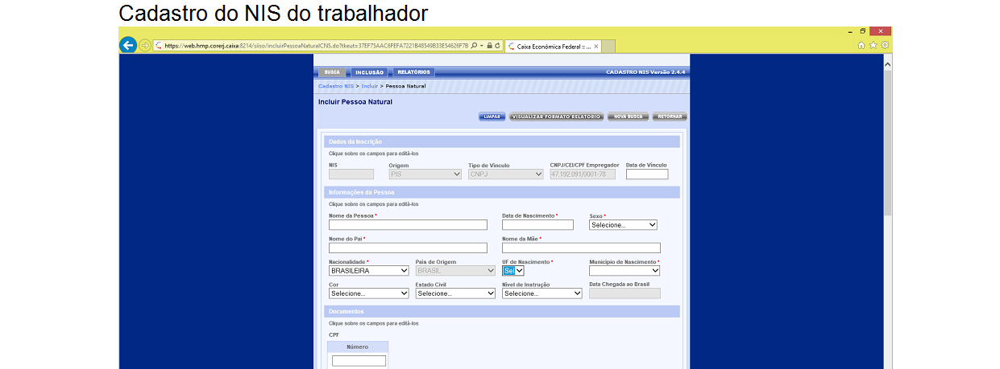 Cadastro do NIS do trabalhador
https://web.hmp.corerj.caixa:8214/siiso/incluirPessoaNaturalCNS.do?tkeut=37EF75AAC6FEFA7221B48549B33E54626F7B
Caixa Econômica Federal :: ...
BUSCA INCLUSÃO RELATÓRIOS CADASTRO NIS Versão 2.4.4
Cadastro NIS > Incluir > Pessoa Natural
Incluir Pessoa Natural
LIMPAR VISUALIZAR FORMATO RELATORIO NOVA BUSCA RETORNAR
Dados da Inscrição
Clique sobre os campos para editá-los
NIS Origem Tipo de Vínculo CNPJ/CEI/CPF Empregador Data de Vínculo
PIS CNPJ 47.192.091/0001-78
Informações da Pessoa
Clique sobre os campos para editá-los
Nome da Pessoa * Data de Nascimento * Sexo *
Selecione...
Nome do Pai * Nome da Mãe *
Nacionalidade * País de Origem UF de Nascimento * Município de Nascimento *
BRASILEIRA BRASIL Sel
Cor Estado Civil Nível de Instrução Data Chegada ao Brasil
Selecione... Selecione... Selecione...
Documentos
Clique sobre os campos para editá-los
CPF
Número